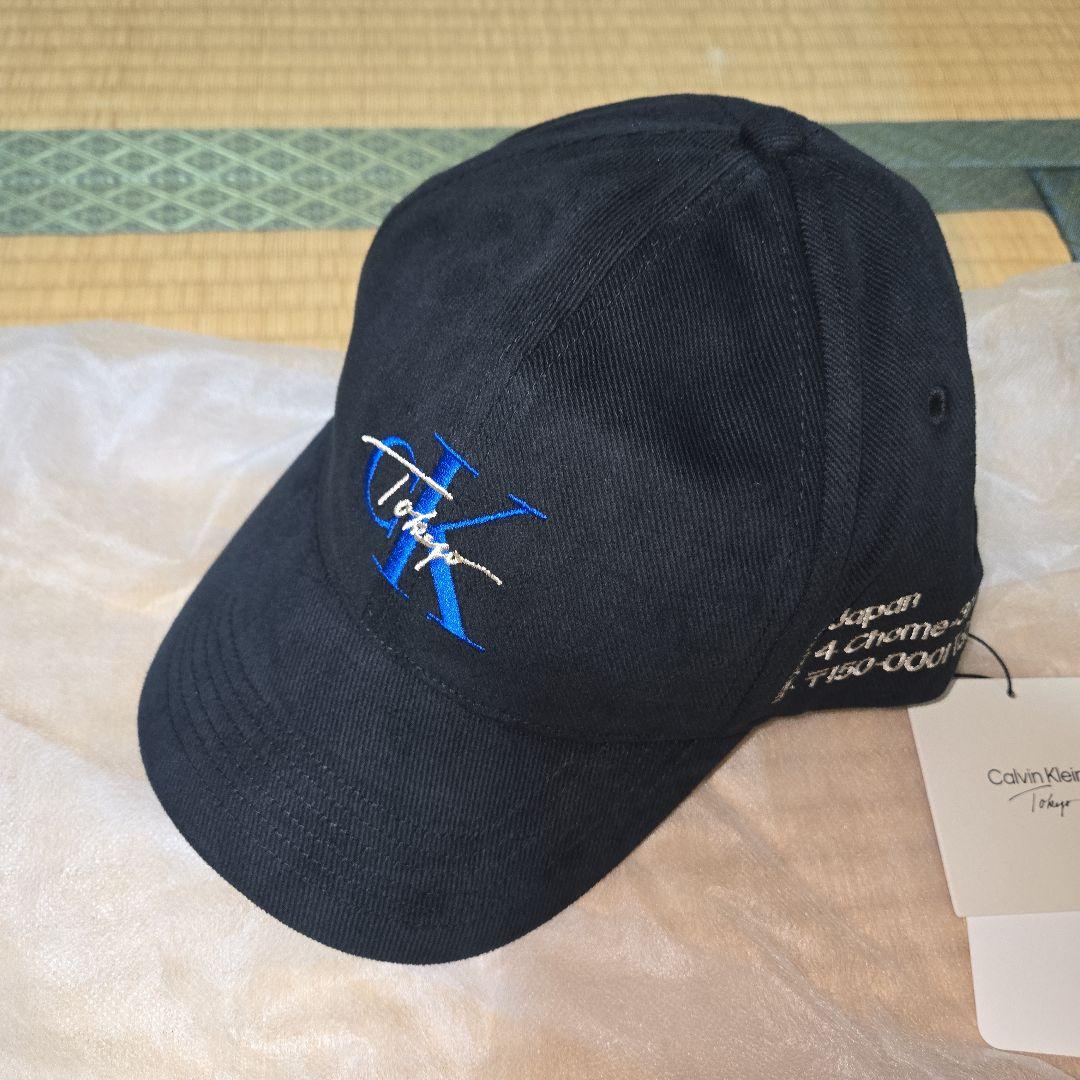 CK
Tokyo
Japan
4 Chome-
〒150-0001
Calvin Klein
Tokyo